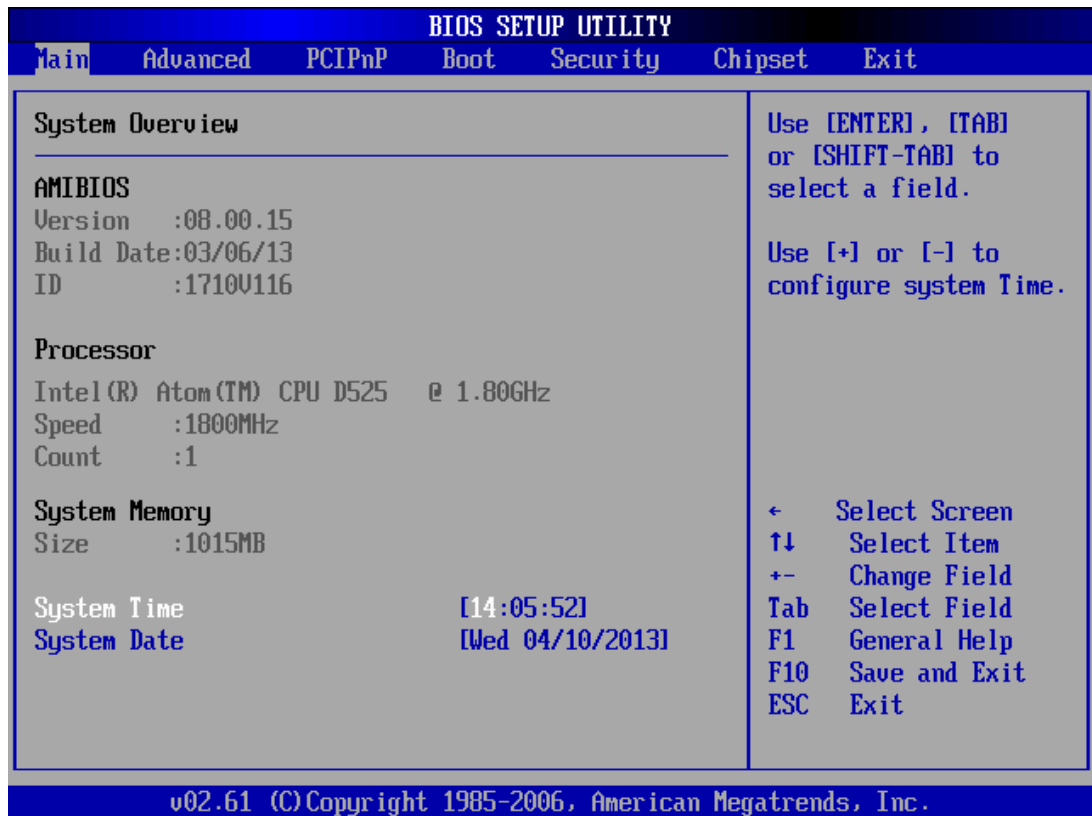 BIOS SETUP UTILITY
Main Advanced PCIPnP Boot Security Chipset Exit
System Overview
AMIBIOS
Version :08.00.15
Build Date:03/06/13
ID :1710V116
Processor
Intel(R) Atom(TM) CPU D525 @ 1.80GHz
Speed :1800MHz
Count :1
System Memory
Size :1015MB
System Time [14:05:52]
System Date [Wed 04/10/2013]
Use [ENTER], [TAB]
or [SHIFT-TAB] to
select a field.
Use [+] or [-] to
configure system Time.
← Select Screen
↑↓ Select Item
+- Change Field
Tab Select Field
F1 General Help
F10 Save and Exit
ESC Exit
v02.61 (C)Copyright 1985-2006, American Megatrends, Inc.